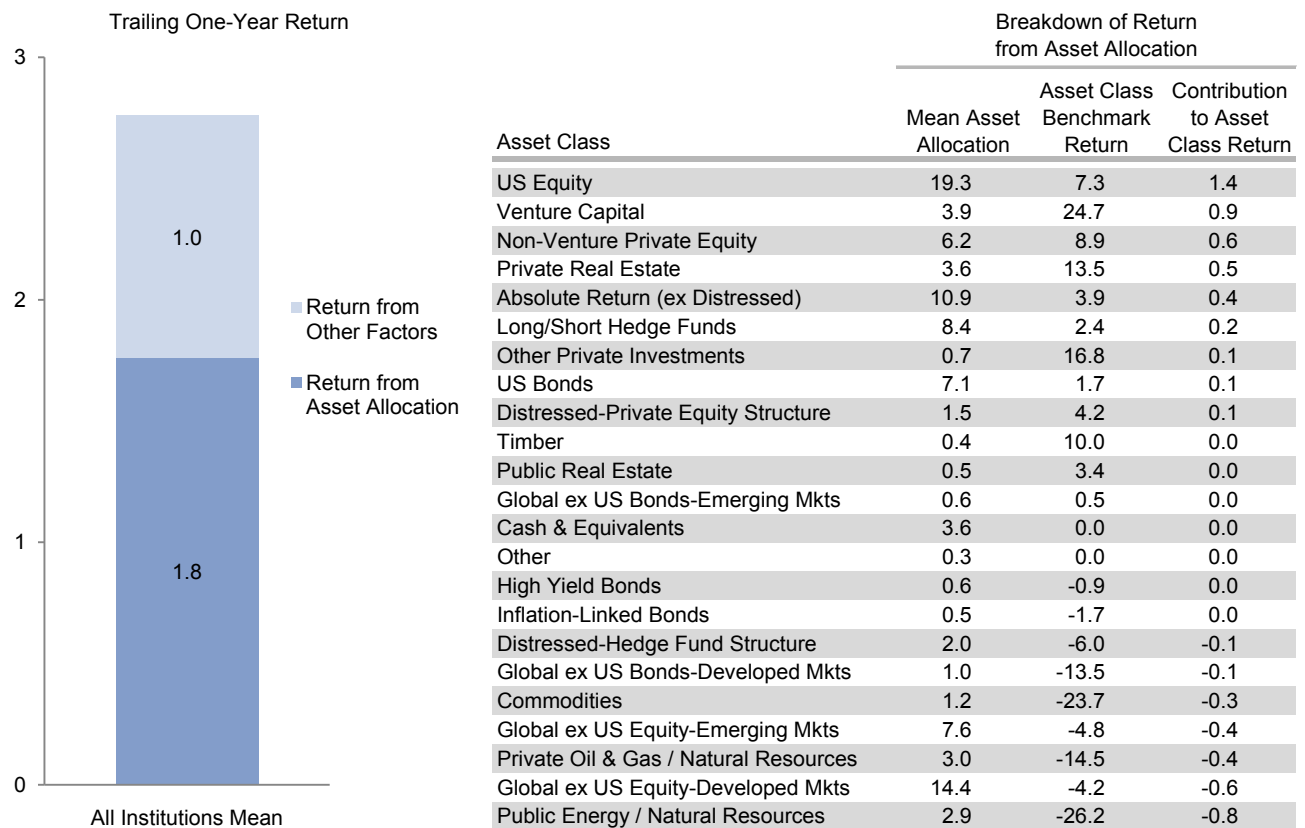 Trailing One-Year Return
3
2
1
0
1.0
1.8
All Institutions Mean
Return from
Other Factors
Return from
Asset Allocation
Breakdown of Return
from Asset Allocation
Asset Class
Mean Asset
Allocation
Asset Class
Benchmark
Return
Contribution
to Asset
Class Return
US Equity 19.3 7.3 1.4
Venture Capital 3.9 24.7 0.9
Non-Venture Private Equity 6.2 8.9 0.6
Private Real Estate 3.6 13.5 0.5
Absolute Return (ex Distressed) 10.9 3.9 0.4
Long/Short Hedge Funds 8.4 2.4 0.2
Other Private Investments 0.7 16.8 0.1
US Bonds 7.1 1.7 0.1
Distressed-Private Equity Structure 1.5 4.2 0.1
Timber 0.4 10.0 0.0
Public Real Estate 0.5 3.4 0.0
Global ex US Bonds-Emerging Mkts 0.6 0.5 0.0
Cash & Equivalents 3.6 0.0 0.0
Other 0.3 0.0 0.0
High Yield Bonds 0.6 -0.9 0.0
Inflation-Linked Bonds 0.5 -1.7 0.0
Distressed-Hedge Fund Structure 2.0 -6.0 -0.1
Global ex US Bonds-Developed Mkts 1.0 -13.5 -0.1
Commodities 1.2 -23.7 -0.3
Global ex US Equity-Emerging Mkts 7.6 -4.8 -0.4
Private Oil & Gas / Natural Resources 3.0 -14.5 -0.4
Global ex US Equity-Developed Mkts 14.4 -4.2 -0.6
Public Energy / Natural Resources 2.9 -26.2 -0.8